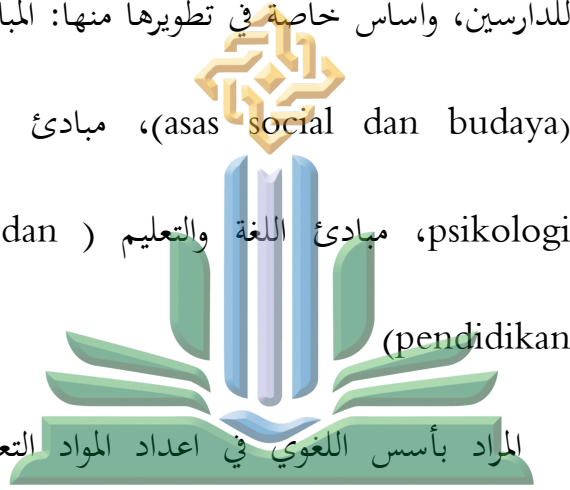 للدارسين، واساس خاصة في تطويرها منها: المبا
(asas social dan budaya)، مبادئ
psikologi، مبادئ اللغة والتعليم ( dan
pendidikan)
المراد بأسس اللغوي في اعداد المواد التع